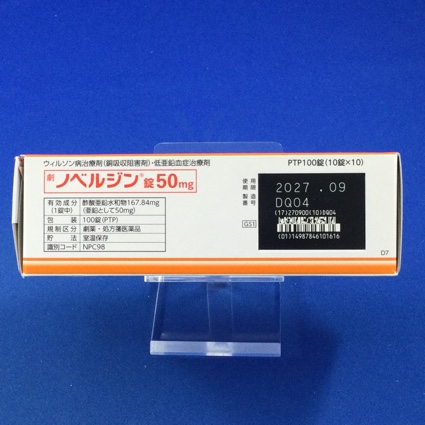 ウィルソン病治療剤(銅吸収阻害剤)・低亜鉛血症治療剤
PTP100錠(10錠×10)
劇 ノベルジン®錠50mg
有効成分(1錠中) 酢酸亜鉛水和物167.84mg(亜鉛として50mg)
包装 100錠(PTP)
規制区分 劇薬・処方箋医薬品
貯法 室温保存
識別コード NPC98
使用期限 2027.09
製造番号 DQ04
GS1
(17)270900(10)DQ04
(01)14987846101616
D7